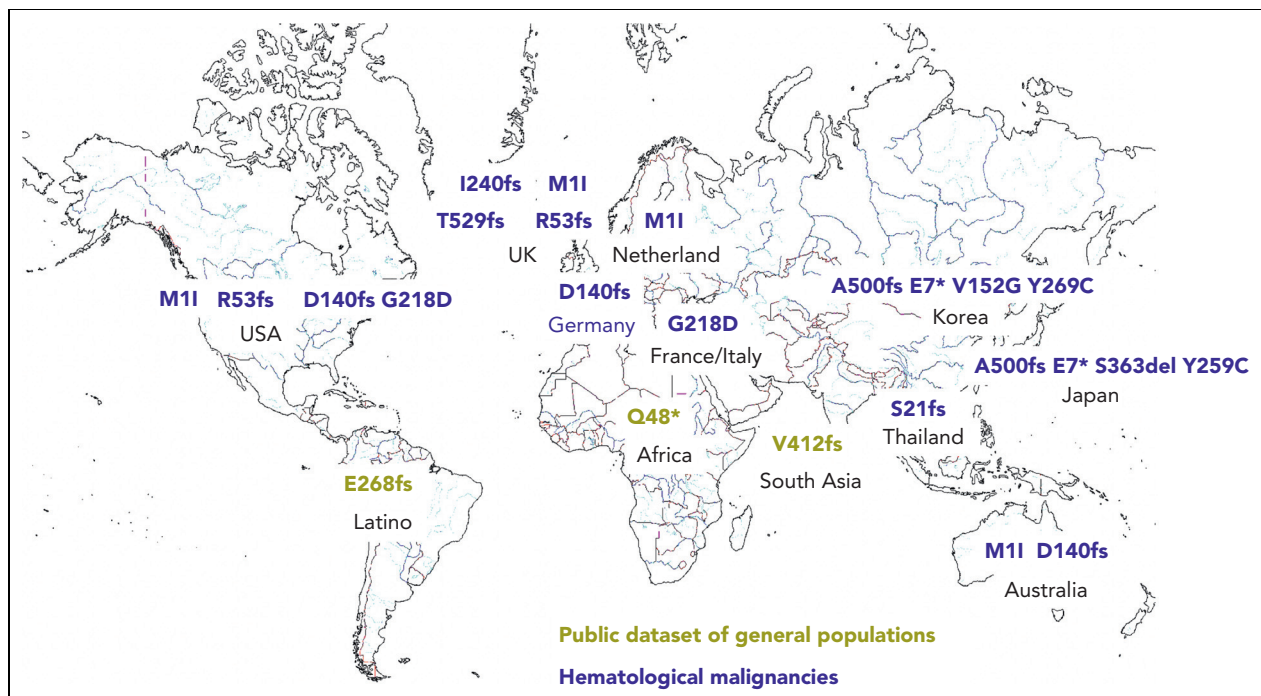 I240fs M1I
T529fs R53fs M1I
UK Netherland
M1I R53fs D140fs G218D
USA
D140fs
Germany
G218D
France/Italy
A500fs E7* V152G Y269C
Korea
A500fs E7* S363del Y259C
Japan
S21fs
Thailand
Q48*
Africa
V412fs
South Asia
E268fs
Latino
M1I D140fs
Australia
Public dataset of general populations
Hematological malignancies